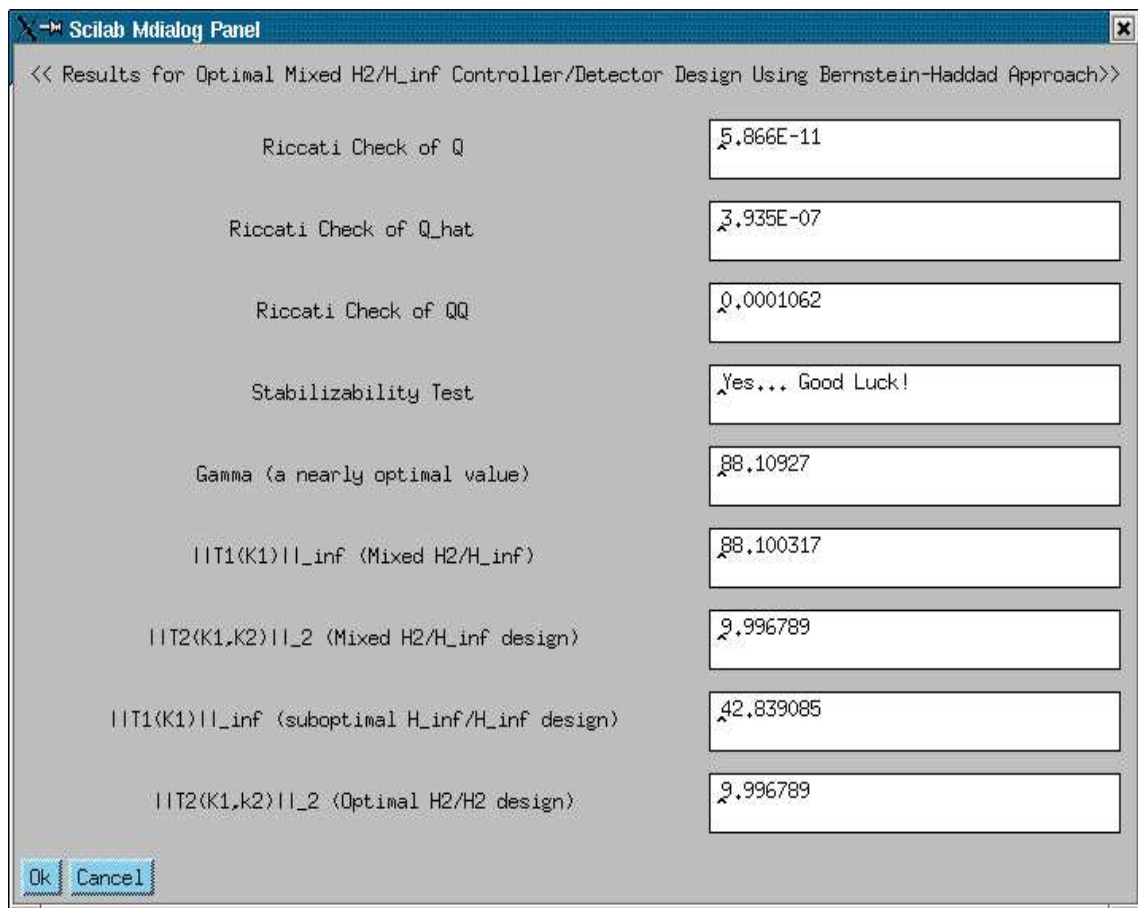 Scilab Mdialog Panel
<< Results for Optimal Mixed H2/H_inf Controller/Detector Design Using Bernstein-Haddad Approach>>
Riccati Check of Q 5.866E-11
Riccati Check of Q_hat 3.935E-07
Riccati Check of QQ 0.0001062
Stabilizability Test Yes... Good Luck!
Gamma (a nearly optimal value) 88.10927
||T1(K1)||_inf (Mixed H2/H_inf) 88.100317
||T2(K1,K2)||_2 (Mixed H2/H_inf design) 9.996789
||T1(K1)||_inf (suboptimal H_inf/H_inf design) 42.839085
||T2(K1,k2)||_2 (Optimal H2/H2 design) 9.996789
Ok Cancel